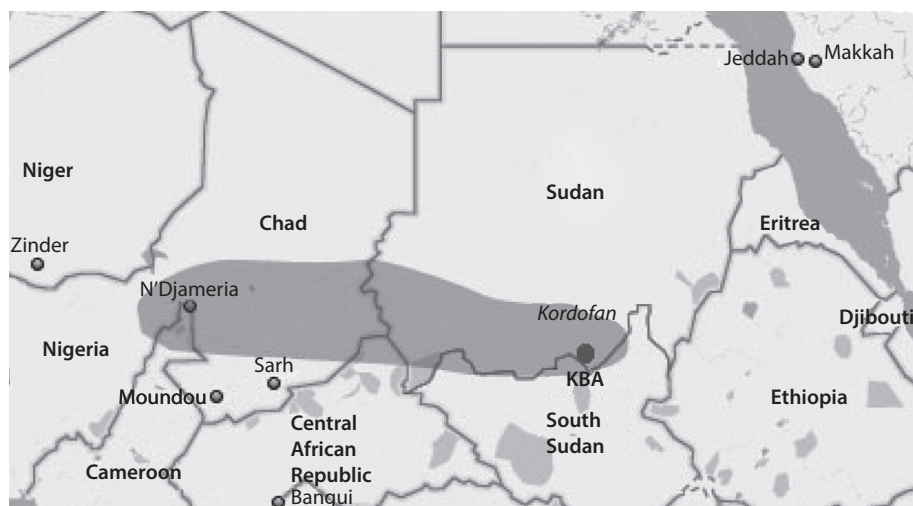 Jeddah
Makkah
Niger
Sudan
Chad
Eritrea
Zinder
N'Djameria
Kordofan
Djibouti
Nigeria
Sarh
KBA
Moundou
Ethiopia
Central
African
Republic
South
Sudan
Cameroon
Bangui